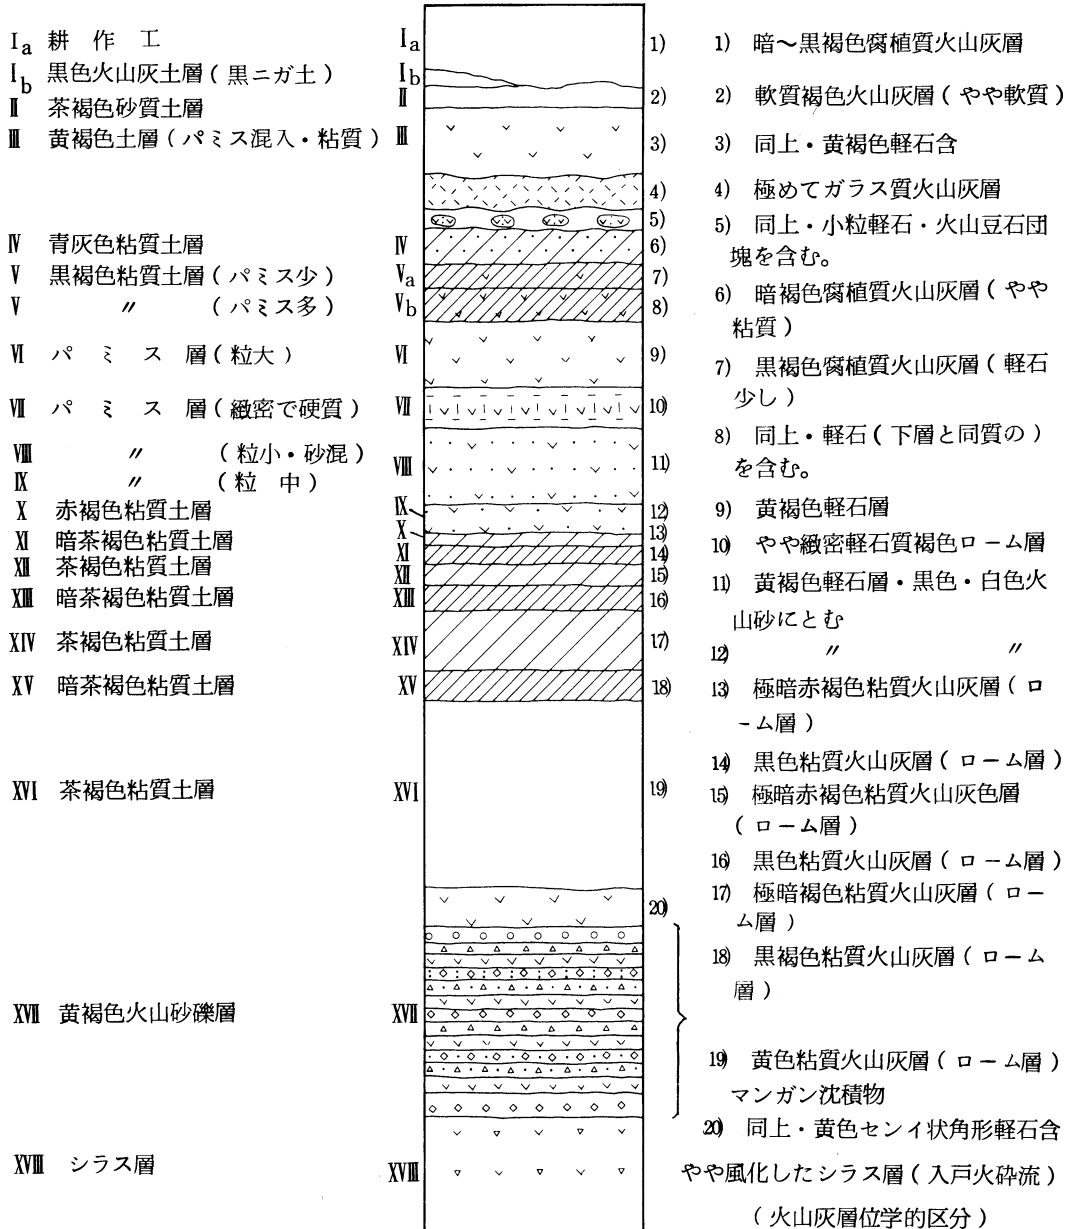 Ia 耕 作 工
Ib 黒色火山灰土層(黒ニガ土)
Ⅱ 茶褐色砂質土層
Ⅲ 黄褐色土層(パミス混入・粘質)
Ⅳ 青灰色粘質土層
Ⅴ 黒褐色粘質土層(パミス少)
Ⅴ 〃 (パミス多)
Ⅵ パ ミ ス 層(粒大)
Ⅶ パ ミ ス 層(緻密で硬質)
Ⅷ 〃 (粒小・砂混)
Ⅸ 〃 (粒 中)
Ⅹ 赤褐色粘質土層
Ⅺ 暗茶褐色粘質土層
Ⅻ 茶褐色粘質土層
XIII 暗茶褐色粘質土層
XIV 茶褐色粘質土層
XV 暗茶褐色粘質土層
XVI 茶褐色粘質土層
XVII 黄褐色火山砂礫層
XVIII シラス層
Ia
Ib
Ⅱ
Ⅲ
Ⅳ
Va
Vb
Ⅵ
Ⅶ
Ⅷ
Ⅸ
Ⅹ
Ⅺ
Ⅻ
XIII
XIV
XV
XVI
XVII
XVIII
1)
2)
3)
4)
5)
6)
7)
8)
9)
10)
11)
12)
13)
14)
15)
16)
17)
18)
19)
20)
1) 暗〜黒褐色腐植質火山灰層
2) 軟質褐色火山灰層(やや軟質)
3) 同上・黄褐色軽石含
4) 極めてガラス質火山灰層
5) 同上・小粒軽石・火山豆石団
塊を含む。
6) 暗褐色腐植質火山灰層(やや
粘質)
7) 黒褐色腐植質火山灰層(軽石
少し)
8) 同上・軽石(下層と同質の)
を含む。
9) 黄褐色軽石層
10) やや緻密軽石質褐色ローム層
11) 黄褐色軽石層・黒色・白色火
山砂にとむ
12) 〃 〃
13) 極暗赤褐色粘質火山灰層(ロ
ーム層)
14) 黒色粘質火山灰層(ローム層)
15) 極暗赤褐色粘質火山灰色層
(ローム層)
16) 黒色粘質火山灰層(ローム層)
17) 極暗褐色粘質火山灰層(ロー
ム層)
18) 黒褐色粘質火山灰層(ローム
層)
19) 黄色粘質火山灰層(ローム層)
マンガン沈積物
20) 同上・黄色センイ状角形軽石含
やや風化したシラス層(入戸火砕流)
(火山灰層位学的区分)